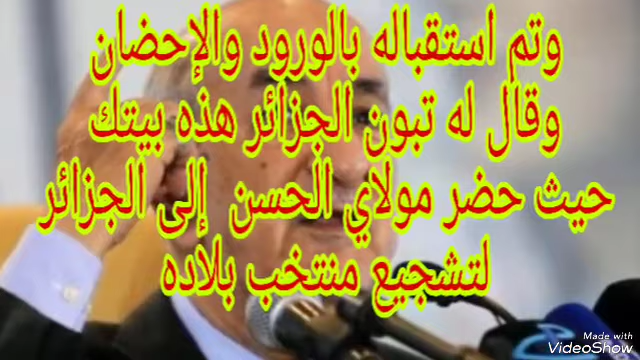 وتم استقباله بالورود والإحضان
وقال له تبون الجزائر هذه بيتك
حيث حضر مولاي الحسن إلى الجزائر
لتشجيع منتخب بلاده
Made with
VideoShow